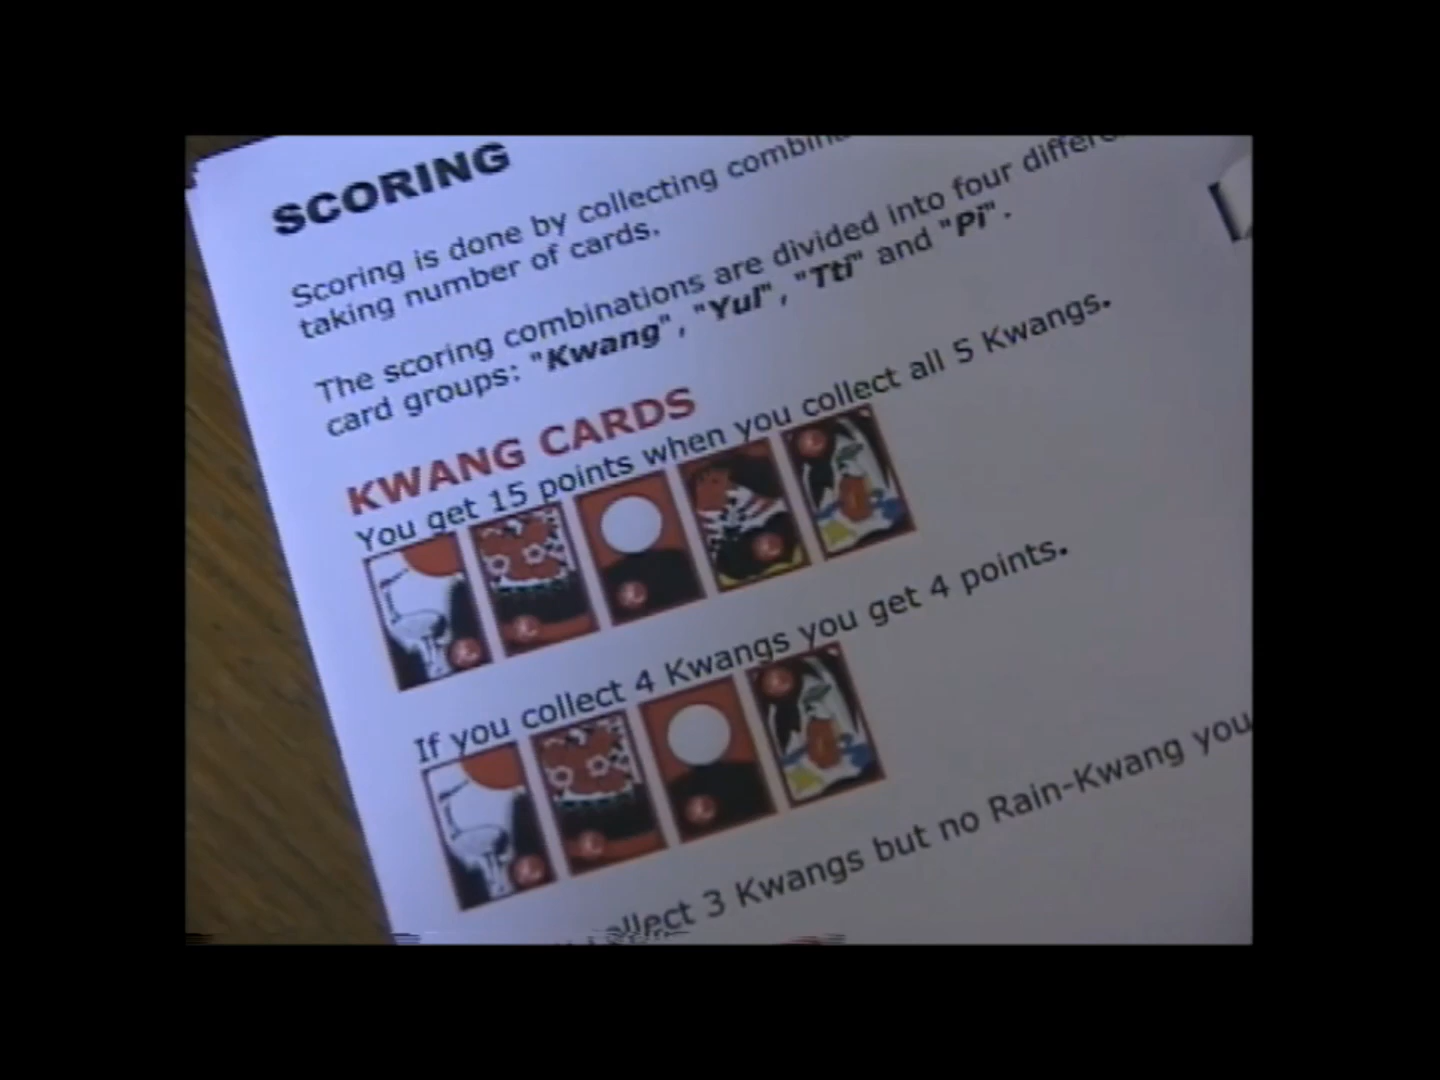 SCORING
Scoring is done by collecting
taking number of cards.
The scoring combinations are divided into four
card groups: "Kwang", "Yul", "Tti" and "Pi".
KWANG CARDS
You get 15 points when you collect all 5 Kwangs.
If you collect 4 Kwangs you get 4 points.
collect 3 Kwangs but no Rain-Kwang you